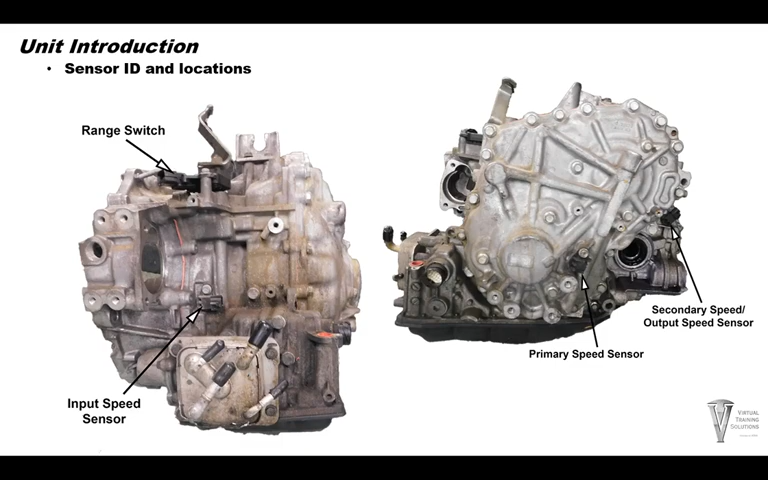 Unit Introduction
• Sensor ID and locations
Range Switch
Input Speed
Sensor
Secondary Speed/
Output Speed Sensor
Primary Speed Sensor
VIRTUAL
TRAINING
SOLUTIONS